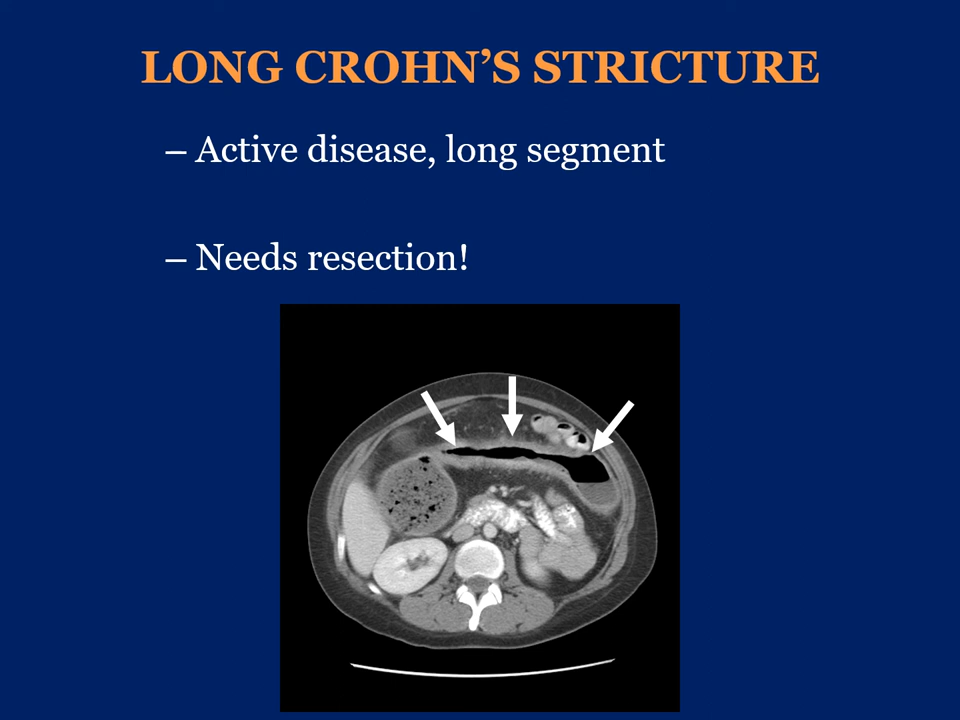 LONG CROHN’S STRICTURE
– Active disease, long segment
– Needs resection!